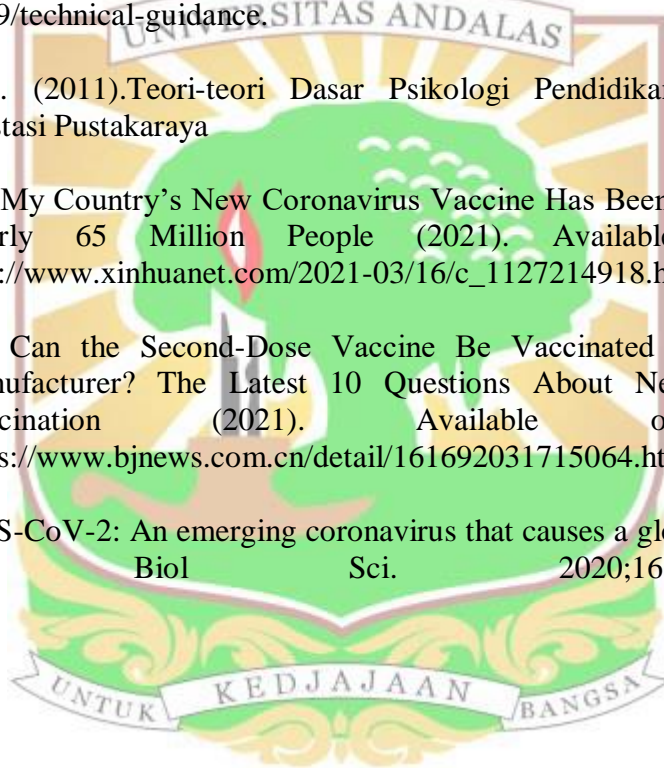 9/technical-guidance.
UNIVERSITAS ANDALAS
. (2011).Teori-teori Dasar Psikologi Pendidikan
tasi Pustakaraya
My Country's New Coronavirus Vaccine Has Been
rly 65 Million People (2021). Available
://www.xinhuanet.com/2021-03/16/c_1127214918.h
Can the Second-Dose Vaccine Be Vaccinated
nufacturer? The Latest 10 Questions About Ne
cination (2021). Available o
s://www.bjnews.com.cn/detail/161692031715064.ht
S-CoV-2: An emerging coronavirus that causes a glo
Biol Sci. 2020;16
UNTUK KEDJAJAAN BANGSA